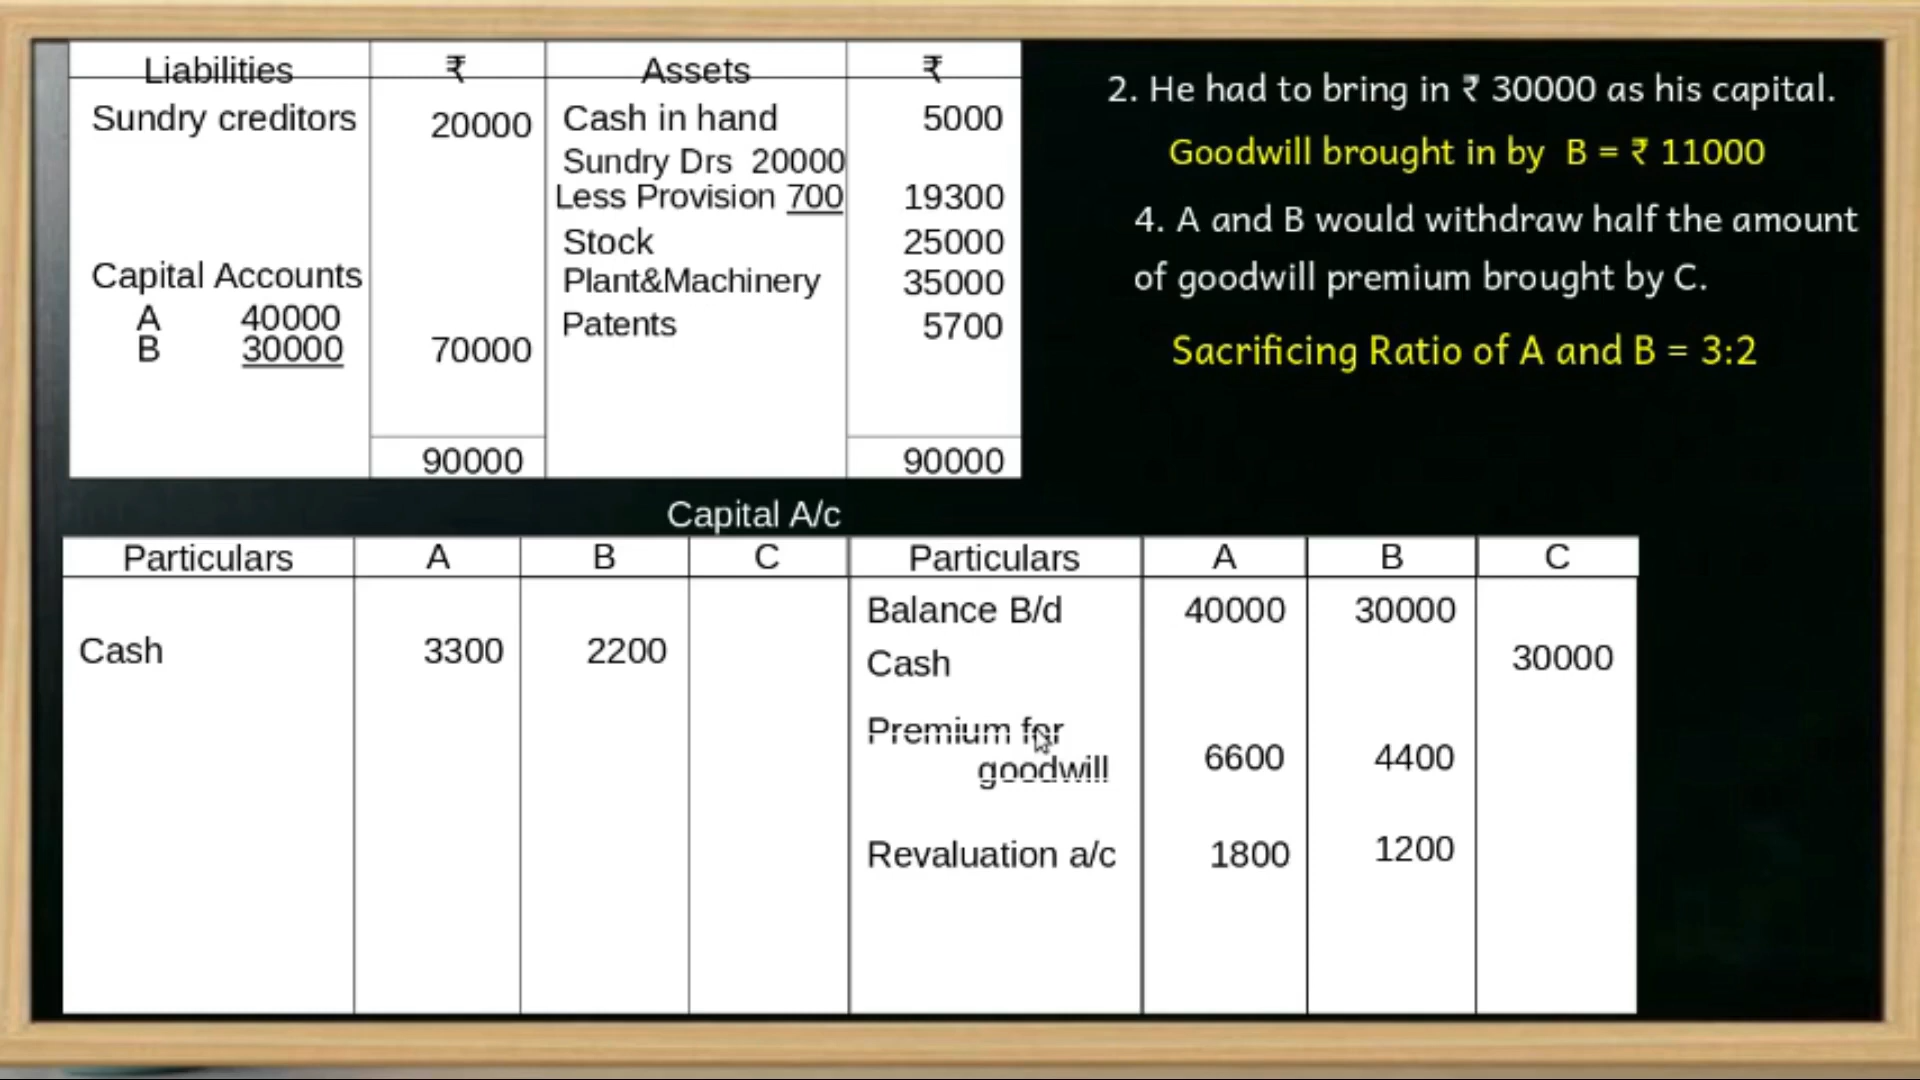 Liabilities ₹ Assets ₹
Sundry creditors 20000 Cash in hand 5000
Sundry Drs 20000
Less Provision 700 19300
Stock 25000
Capital Accounts Plant&Machinery 35000
A 40000 Patents 5700
B 30000 70000
90000 90000
2. He had to bring in ₹ 30000 as his capital.
Goodwill brought in by B = ₹ 11000
4. A and B would withdraw half the amount
of goodwill premium brought by C.
Sacrificing Ratio of A and B = 3:2
Capital A/c
Particulars A B C Particulars A B C
Balance B/d 40000 30000
Cash 3300 2200 Cash 30000
Premium for
goodwill 6600 4400
Revaluation a/c 1800 1200